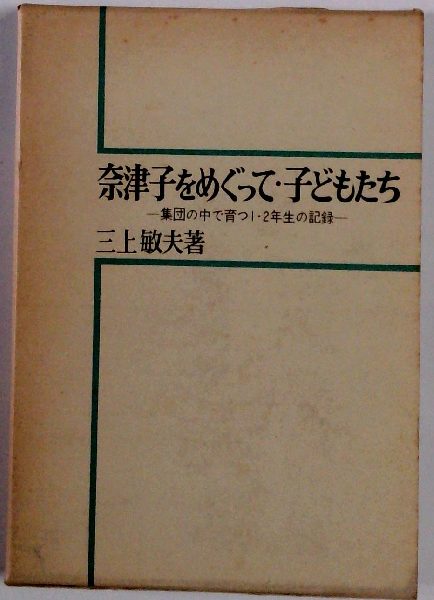 奈津子をめぐって・子どもたち
―集団の中で育つ1・2年生の記録―
三上敏夫著